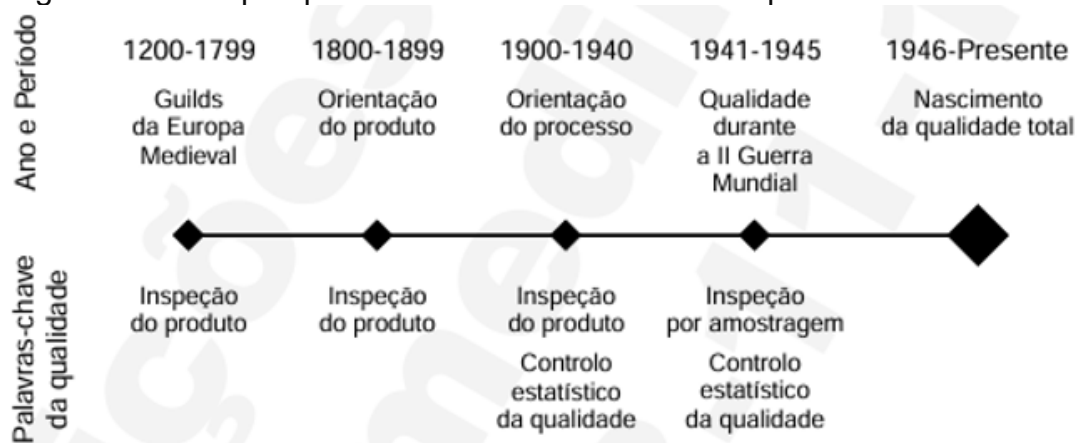 1200-1799 1800-1899 1900-1940 1941-1945 1946-Presente
Ano e Período
Guilds
da Europa
Medieval
Orientação
do produto
Orientação
do processo
Qualidade
durante
a II Guerra
Mundial
Nascimento
da qualidade total
Palavras-chave
da qualidade
Inspeção
do produto
Inspeção
do produto
Inspeção
do produto
Controlo
estatístico
da qualidade
Inspeção
por amostragem
Controlo
estatístico
da qualidade